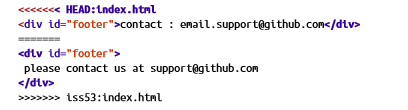 <<<<<<< HEAD:index.html
<div id="footer">contact : email.support@github.com</div>
=======
<div id="footer">
 please contact us at support@github.com
</div>
>>>>>>> iss53:index.html